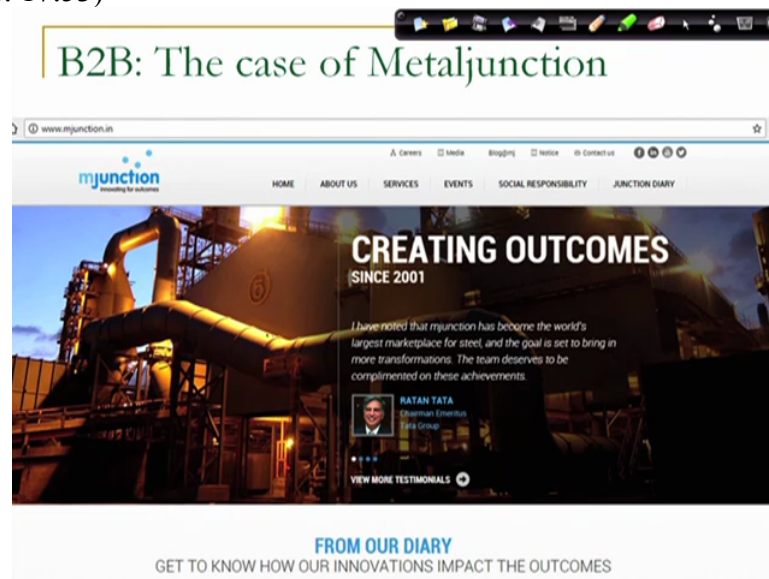 B2B: The case of Metaljunction
www.mjunction.in
Careers Media Blog@mj Notice Contact us
mjunction
innovating for outcomes
HOME ABOUT US SERVICES EVENTS SOCIAL RESPONSIBILITY JUNCTION DIARY
CREATING OUTCOMES
SINCE 2001
I have noted that mjunction has become the world's
largest marketplace for steel, and the goal is set to bring in
more transformations. The team deserves to be
complimented on these achievements.
RATAN TATA
Chairman Emeritus
Tata Group
VIEW MORE TESTIMONIALS
FROM OUR DIARY
GET TO KNOW HOW OUR INNOVATIONS IMPACT THE OUTCOMES